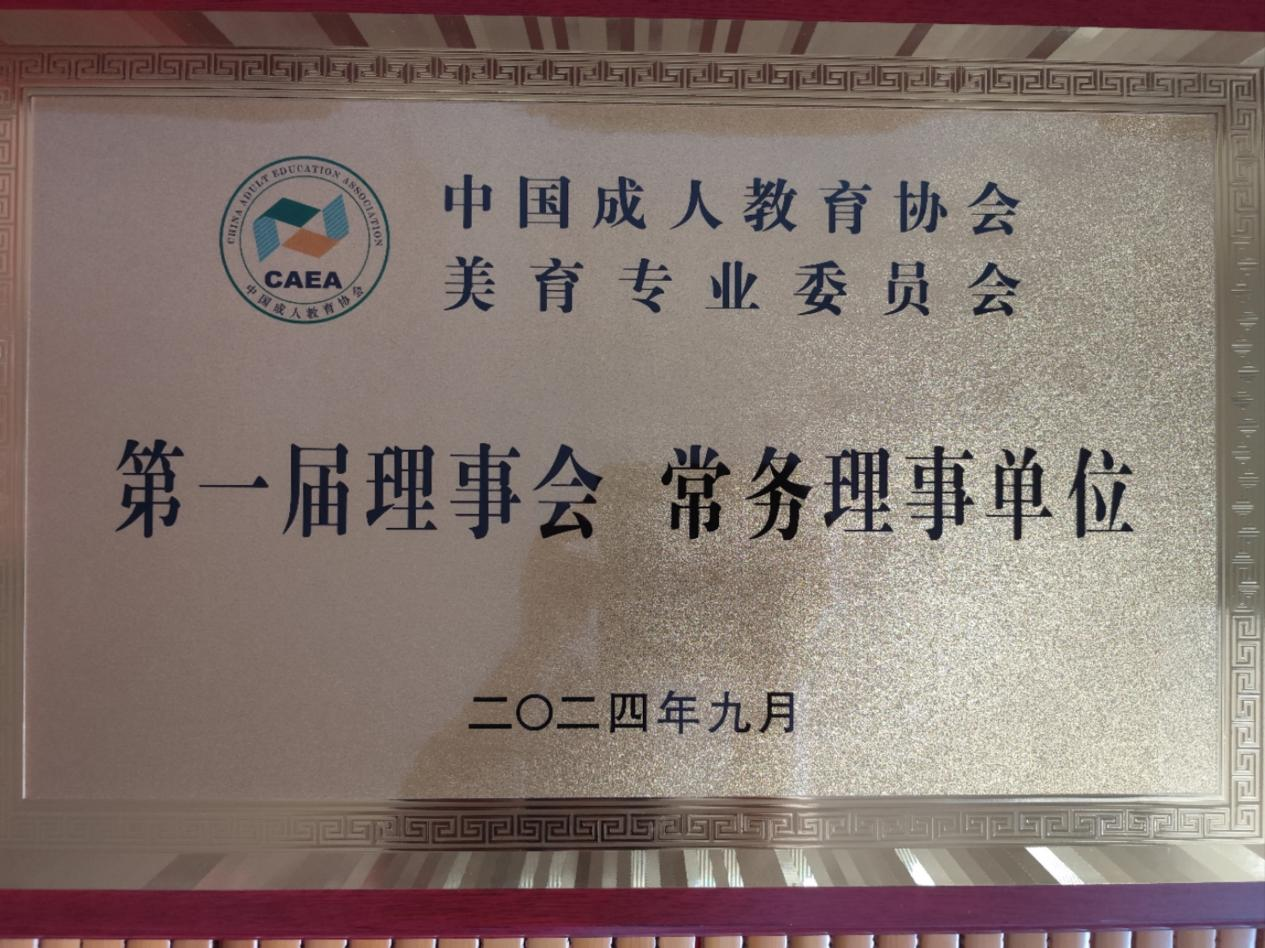 CHINA ADULT EDUCATION ASSOCIATION
CAEA
中国成人教育协会
中国成人教育协会
美育专业委员会
第一届理事会 常务理事单位
二〇二四年九月